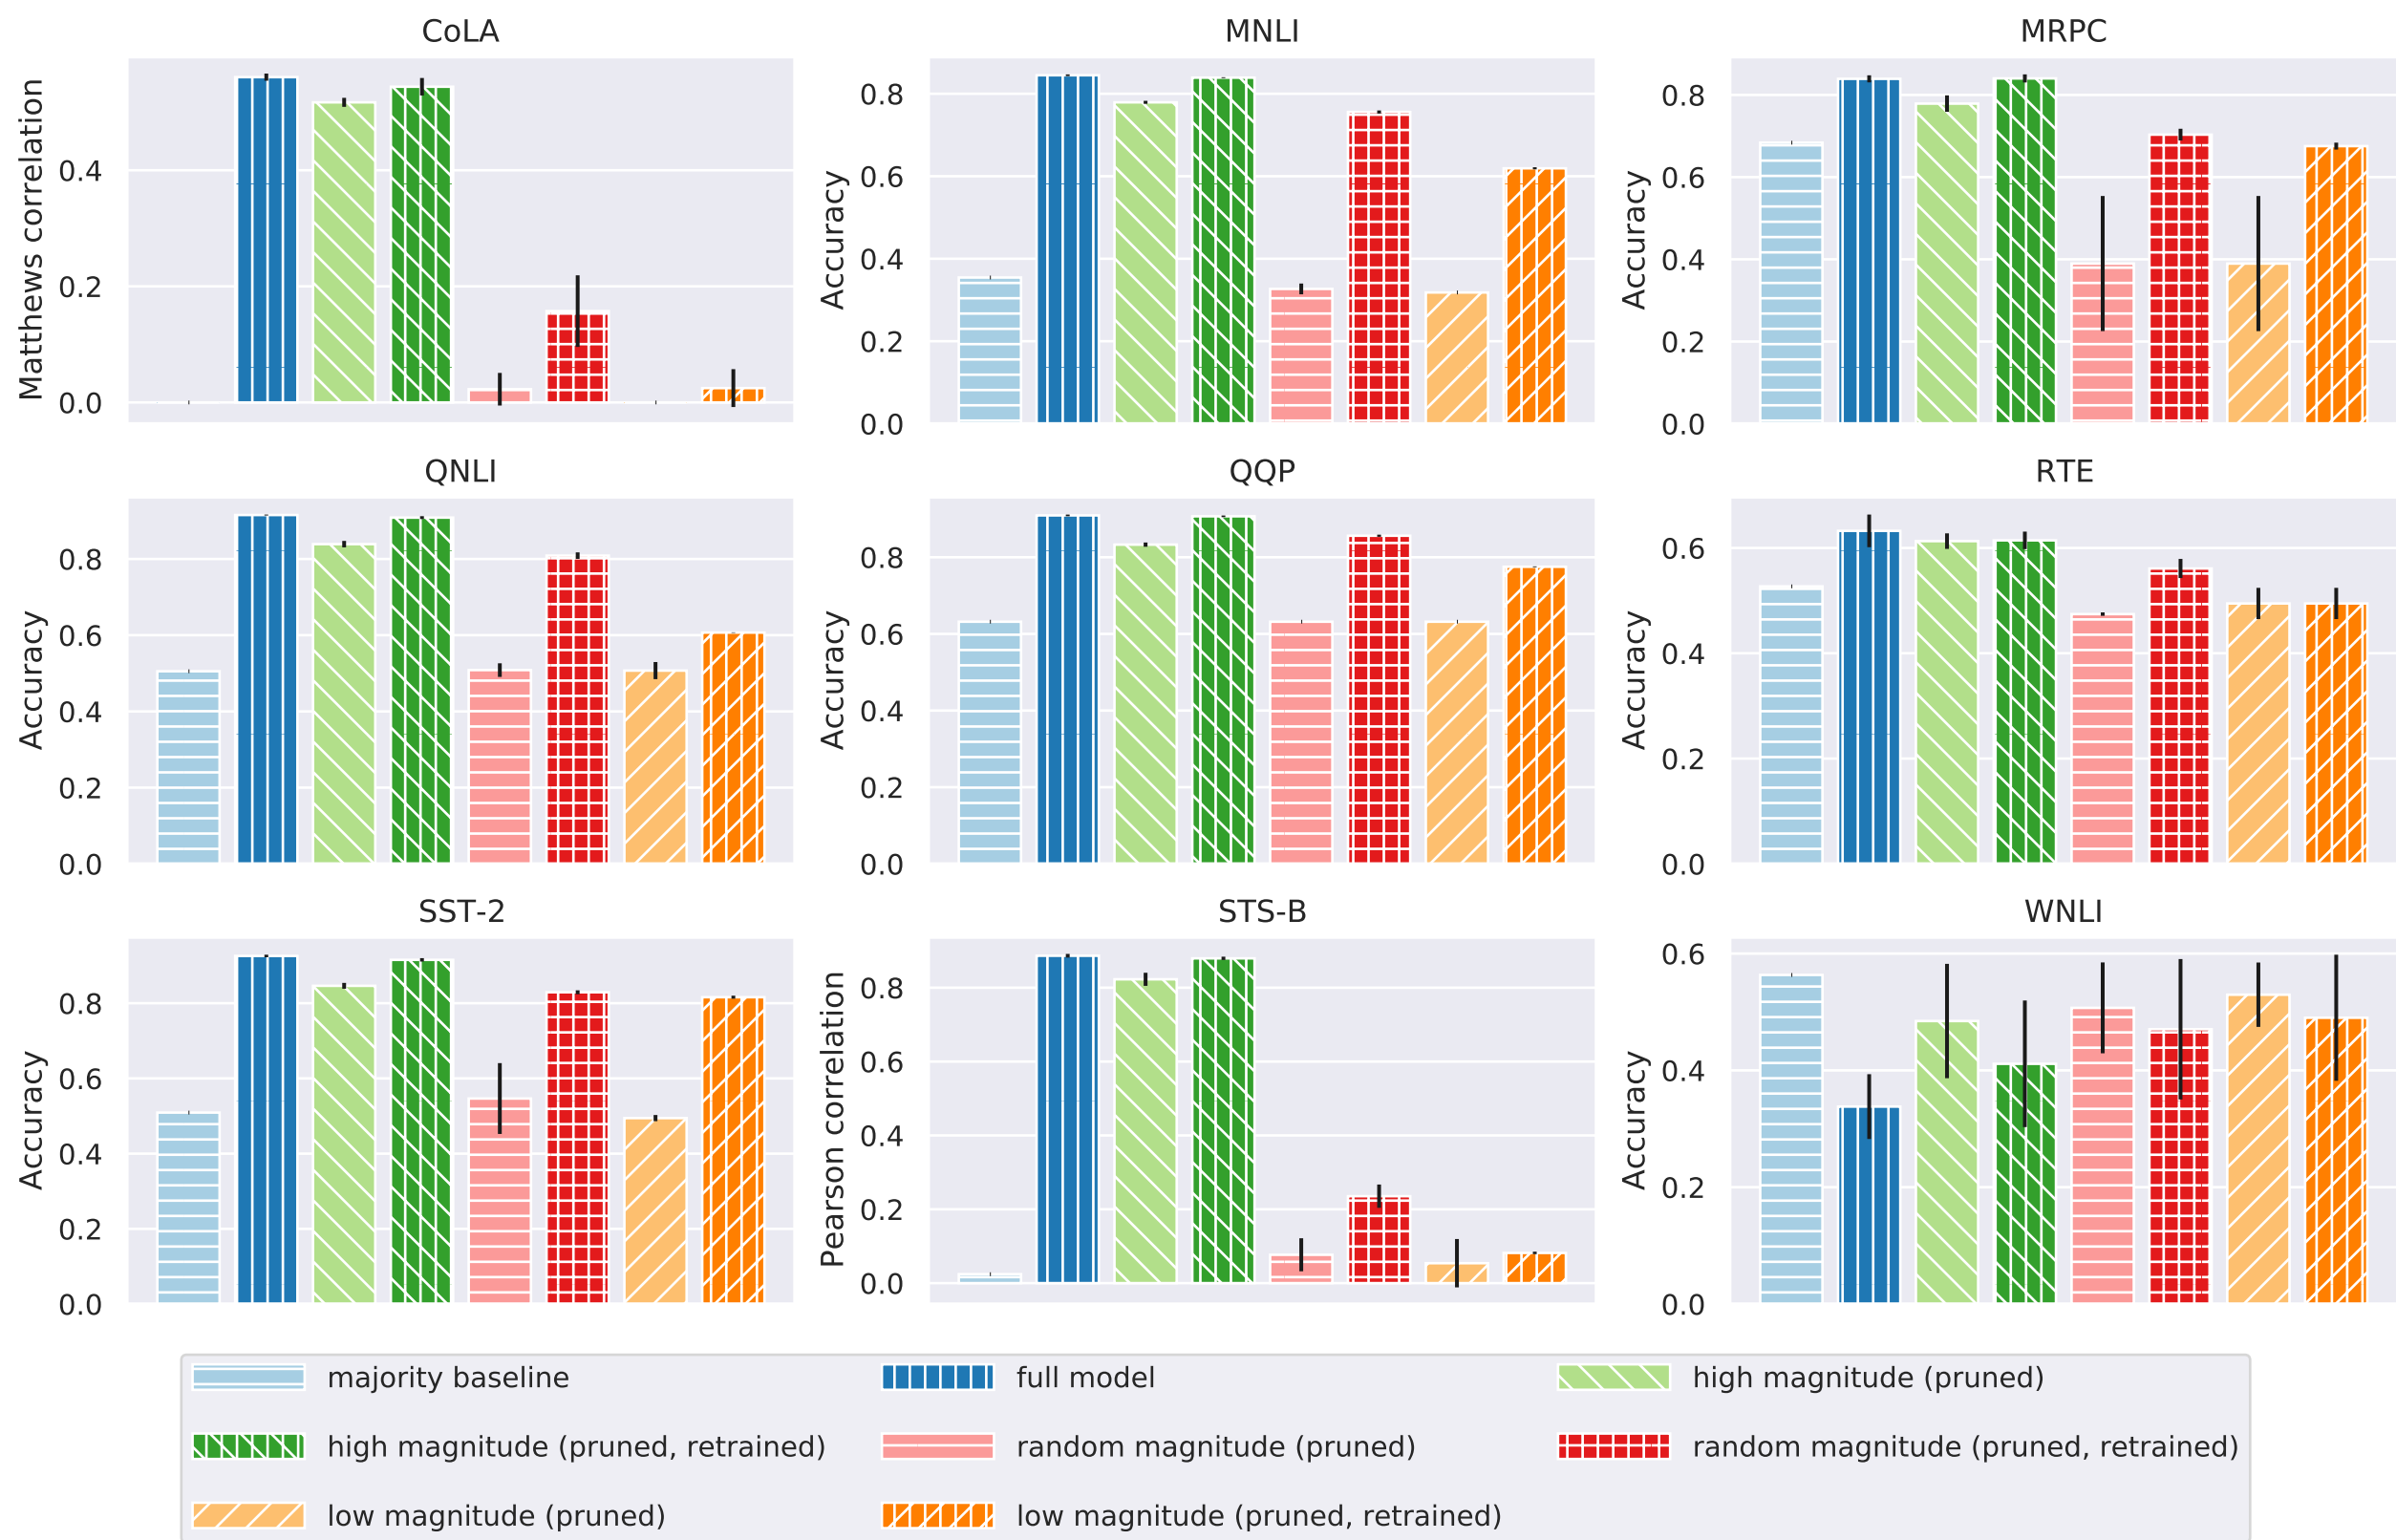 CoLA
MNLI
MRPC
Matthews correlation
0.4
0.2
0.0
Accuracy
0.8
0.6
0.4
0.2
0.0
Accuracy
0.8
0.6
0.4
0.2
0.0
QNLI
QQP
RTE
Accuracy
0.8
0.6
0.4
0.2
0.0
Accuracy
0.8
0.6
0.4
0.2
0.0
Accuracy
0.6
0.4
0.2
0.0
SST-2
STS-B
WNLI
Accuracy
0.8
0.6
0.4
0.2
0.0
Pearson correlation
0.8
0.6
0.4
0.2
0.0
Accuracy
0.6
0.4
0.2
0.0
majority baseline
full model
high magnitude (pruned)
high magnitude (pruned, retrained)
random magnitude (pruned)
random magnitude (pruned, retrained)
low magnitude (pruned)
low magnitude (pruned, retrained)